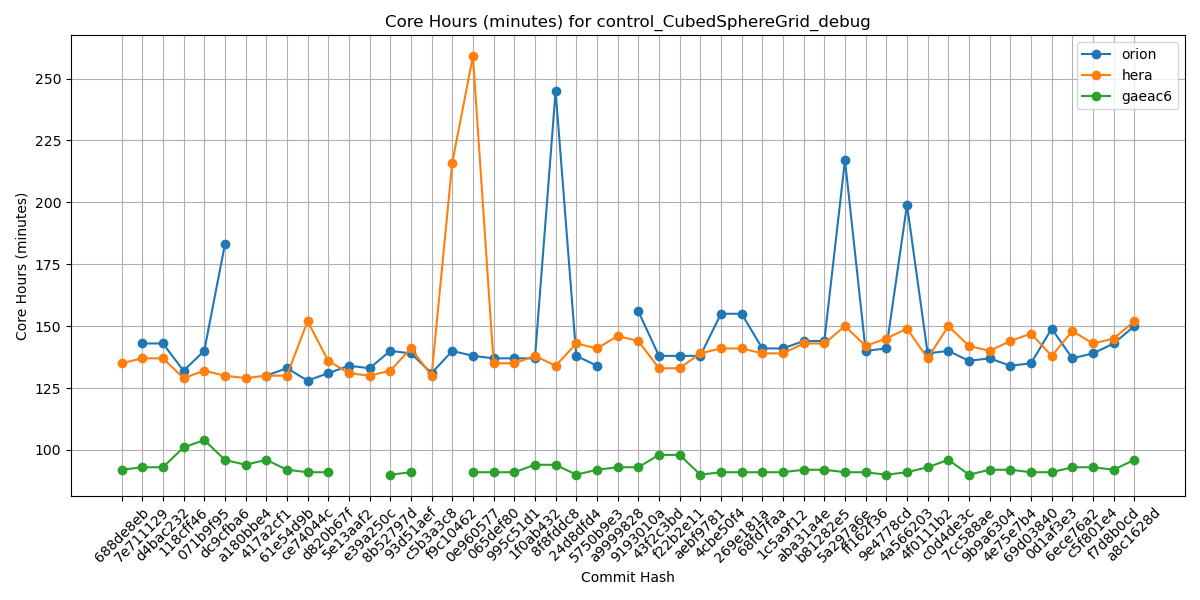 Core Hours (minutes) for control_CubedSphereGrid_debug
orion
hera
gaeac6
Core Hours (minutes)
250
225
200
175
150
125
100
688de8eb
7e711129
d4bac232
118cff46
071b9f95
dc9cfba6
a180bbe4
417a2cf1
61e54d9b
ce74044c
d820b67f
5e13aaf2
e39a250c
8b52797d
93d51aef
c5b3a3c8
f9c10462
0e960577
065def80
995c51d1
1f0ab432
8f8fddc8
24d8dfd4
5750b9e3
a9999828
9193010a
43f253bd
f22b2e11
aebf9781
4cbe50f4
269e181a
68fd7faa
1c5a9f12
aba31a4e
b81282e5
5a297a6e
ff162f36
9e4778cd
4a566203
4f011b2
c0d4de3c
7cc588ae
9b9a6304
4e75e7b4
69d03840
0d1af3e3
6ece76a2
c5f801e4
f7d8b0cd
a8c1628d
Commit Hash